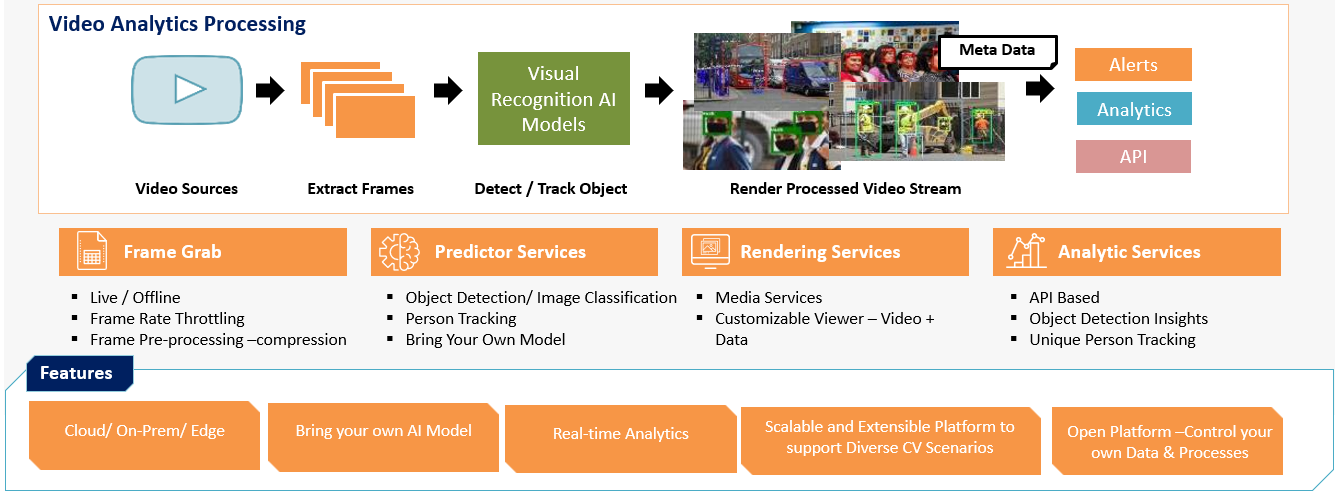 Video Analytics Processing
Visual
Recognition AI
Models
Meta Data
Alerts
Analytics
API
Video Sources
Extract Frames
Detect / Track Object
Render Processed Video Stream
Frame Grab
▪ Live / Offline
▪ Frame Rate Throttling
▪ Frame Pre-processing –compression
Predictor Services
▪ Object Detection/ Image Classification
▪ Person Tracking
▪ Bring Your Own Model
Rendering Services
▪ Media Services
▪ Customizable Viewer – Video +
Data
Analytic Services
▪ API Based
▪ Object Detection Insights
▪ Unique Person Tracking
Features
Cloud/ On-Prem/ Edge
Bring your own AI Model
Real-time Analytics
Scalable and Extensible Platform to
support Diverse CV Scenarios
Open Platform –Control your
own Data & Processes